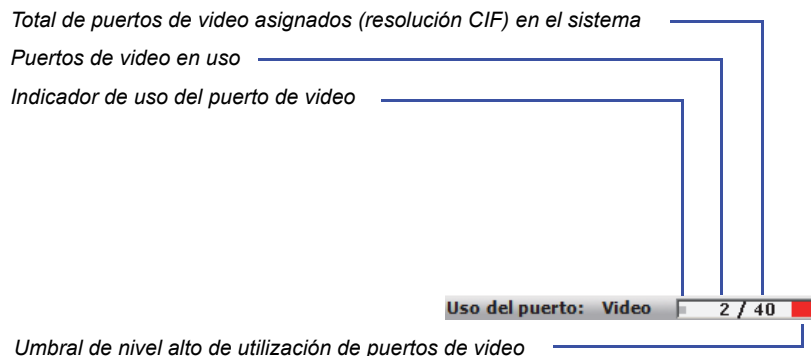 Total de puertos de video asignados (resolución CIF) en el sistema
Puertos de video en uso
Indicador de uso del puerto de video
Uso del puerto: Video 2 / 40
Umbral de nivel alto de utilización de puertos de video